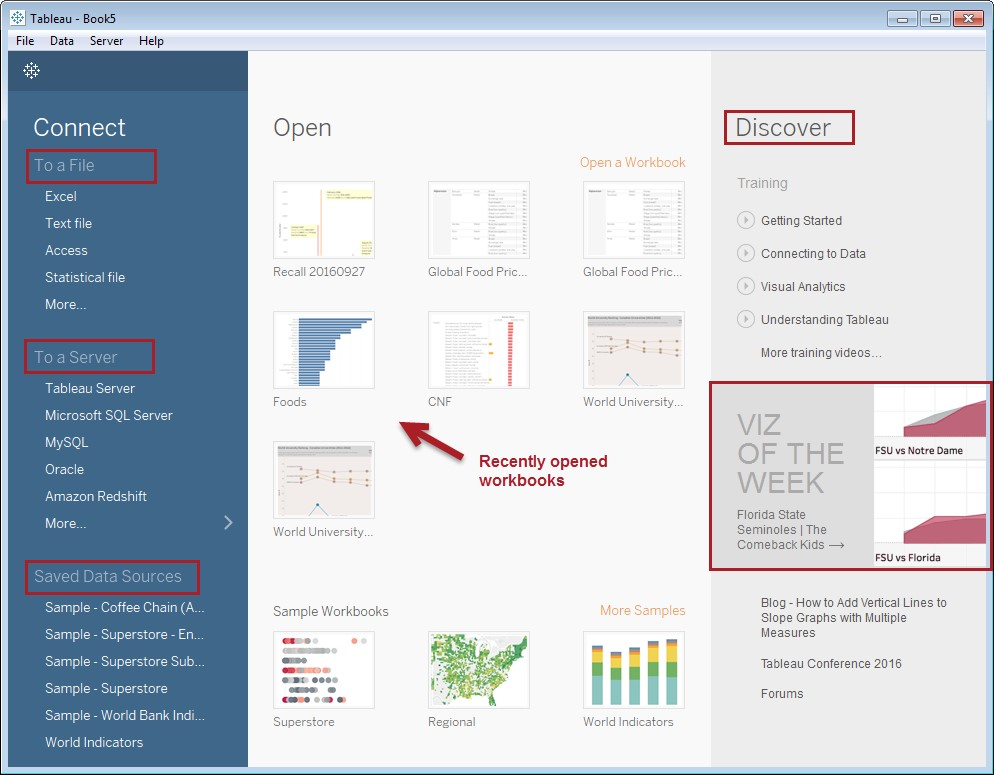 Tableau - Book5
File Data Server Help
Connect
To a File
Excel
Text file
Access
Statistical file
More...
To a Server
Tableau Server
Microsoft SQL Server
MySQL
Oracle
Amazon Redshift
More...
Saved Data Sources
Sample - Coffee Chain (A...
Sample - Superstore - En...
Sample - Superstore Sub...
Sample - Superstore
Sample - World Bank Indi...
World Indicators
Open
Open a Workbook
Recall 20160927
Global Food Pric...
Global Food Pric...
Foods
CNF
World University...
World University...
Recently opened
workbooks
Sample Workbooks
More Samples
Superstore
Regional
World Indicators
Discover
Training
Getting Started
Connecting to Data
Visual Analytics
Understanding Tableau
More training videos...
VIZ
OF THE
WEEK
Florida State
Seminoles | The
Comeback Kids →
FSU vs Notre Dame
FSU vs Florida
Blog - How to Add Vertical Lines to
Slope Graphs with Multiple
Measures
Tableau Conference 2016
Forums